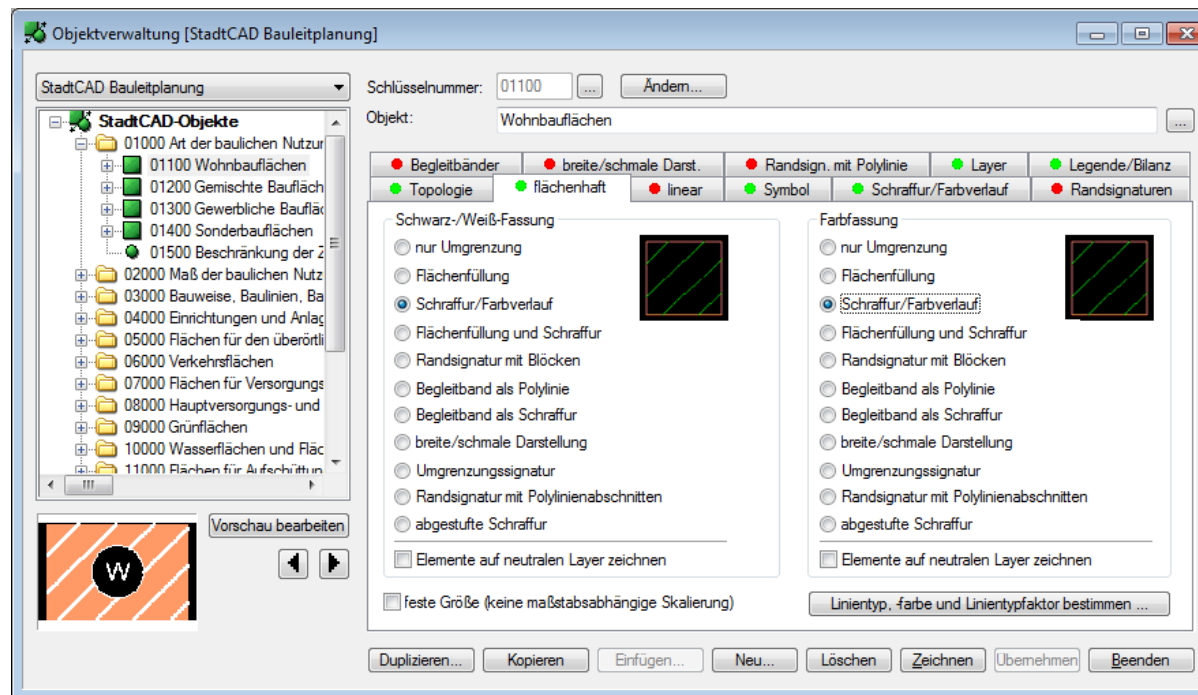 Objektverwaltung [StadtCAD Bauleitplanung]
StadtCAD Bauleitplanung
StadtCAD-Objekte
01000 Art der baulichen Nutzur
01100 Wohnbauflächen
01200 Gemischte Baufläch
01300 Gewerbliche Baufläc
01400 Sonderbauflächen
01500 Beschränkung der Z
02000 Maß der baulichen Nutz
03000 Bauweise, Baulinien, Ba
04000 Einrichtungen und Anlag
05000 Flächen für den überörtli
06000 Verkehrsflächen
07000 Flächen für Versorgungs
08000 Hauptversorgungs- und
09000 Grünflächen
10000 Wasserflächen und Fläc
11000 Flächen für Aufschüttun
W
Vorschau bearbeiten
Schlüsselnummer: 01100 ... Ändern...
Objekt: Wohnbauflächen ...
Begleitbänder breite/schmale Darst. Randsign. mit Polylinie Layer Legende/Bilanz
Topologie flächenhaft linear Symbol Schraffur/Farbverlauf Randsignaturen
Schwarz-/Weiß-Fassung
nur Umgrenzung
Flächenfüllung
Schraffur/Farbverlauf
Flächenfüllung und Schraffur
Randsignatur mit Blöcken
Begleitband als Polylinie
Begleitband als Schraffur
breite/schmale Darstellung
Umgrenzungssignatur
Randsignatur mit Polylinienabschnitten
abgestufte Schraffur
Elemente auf neutralen Layer zeichnen
Farbfassung
nur Umgrenzung
Flächenfüllung
Schraffur/Farbverlauf
Flächenfüllung und Schraffur
Randsignatur mit Blöcken
Begleitband als Polylinie
Begleitband als Schraffur
breite/schmale Darstellung
Umgrenzungssignatur
Randsignatur mit Polylinienabschnitten
abgestufte Schraffur
Elemente auf neutralen Layer zeichnen
feste Größe (keine maßstabsabhängige Skalierung)
Linientyp, -farbe und Linientypfaktor bestimmen ...
Duplizieren... Kopieren Einfügen... Neu... Löschen Zeichnen Übernehmen Beenden